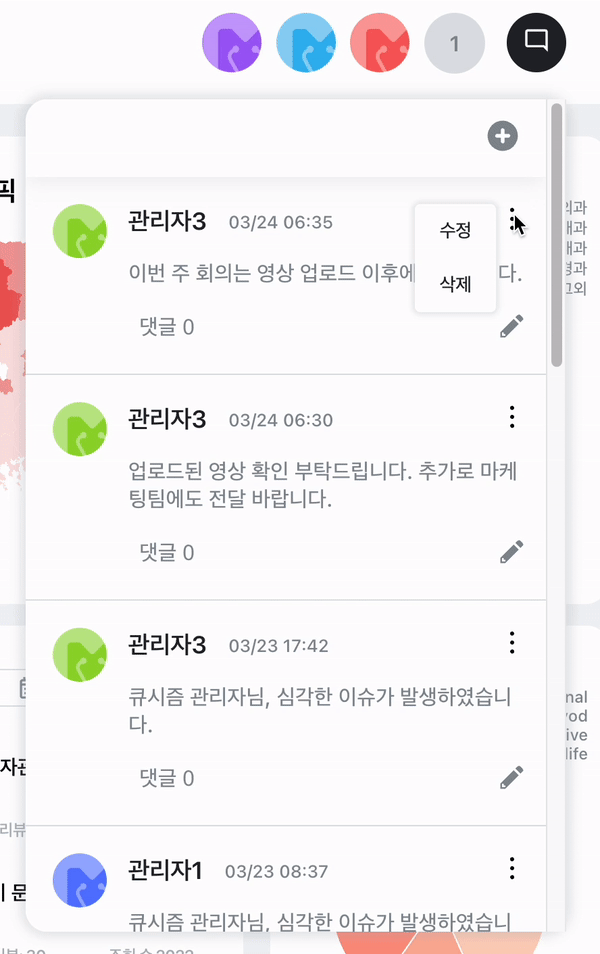 1
픽
관리자3 03/24 06:35
수정
이번 주 회의는 영상 업로드 이후에
다.
삭제
댓글 0
관리자3 03/24 06:30
업로드된 영상 확인 부탁드립니다. 추가로 마케
팅팀에도 전달 바랍니다.
댓글 0
관리자3 03/23 17:42
큐시즘 관리자님, 심각한 이슈가 발생하였습니
다.
댓글 0
관리자1 03/23 08:37
큐시즘 관리자님, 심각한 이슈가 발생하였습니
리뷰
문
life